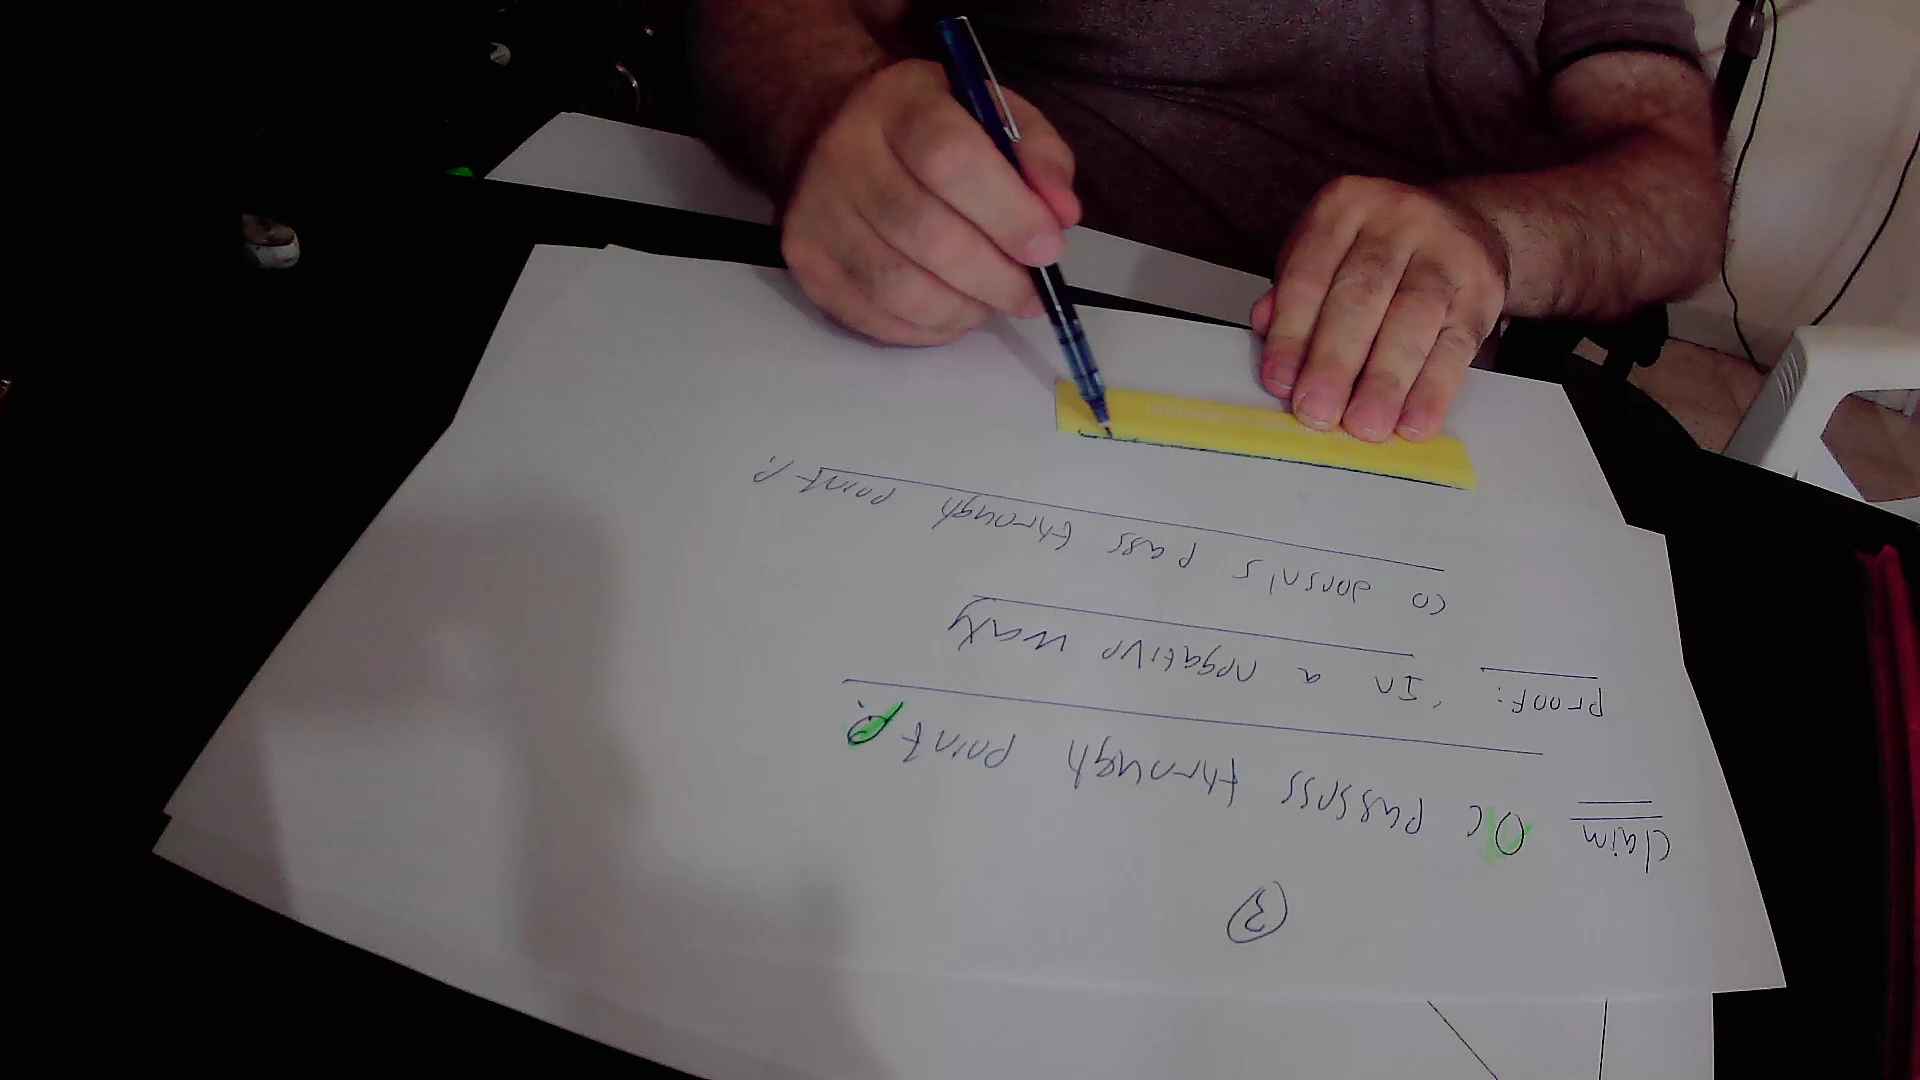 3
Claim OC passess through point P.
proof: 'In a negative way
CO doesn's pass through point P.